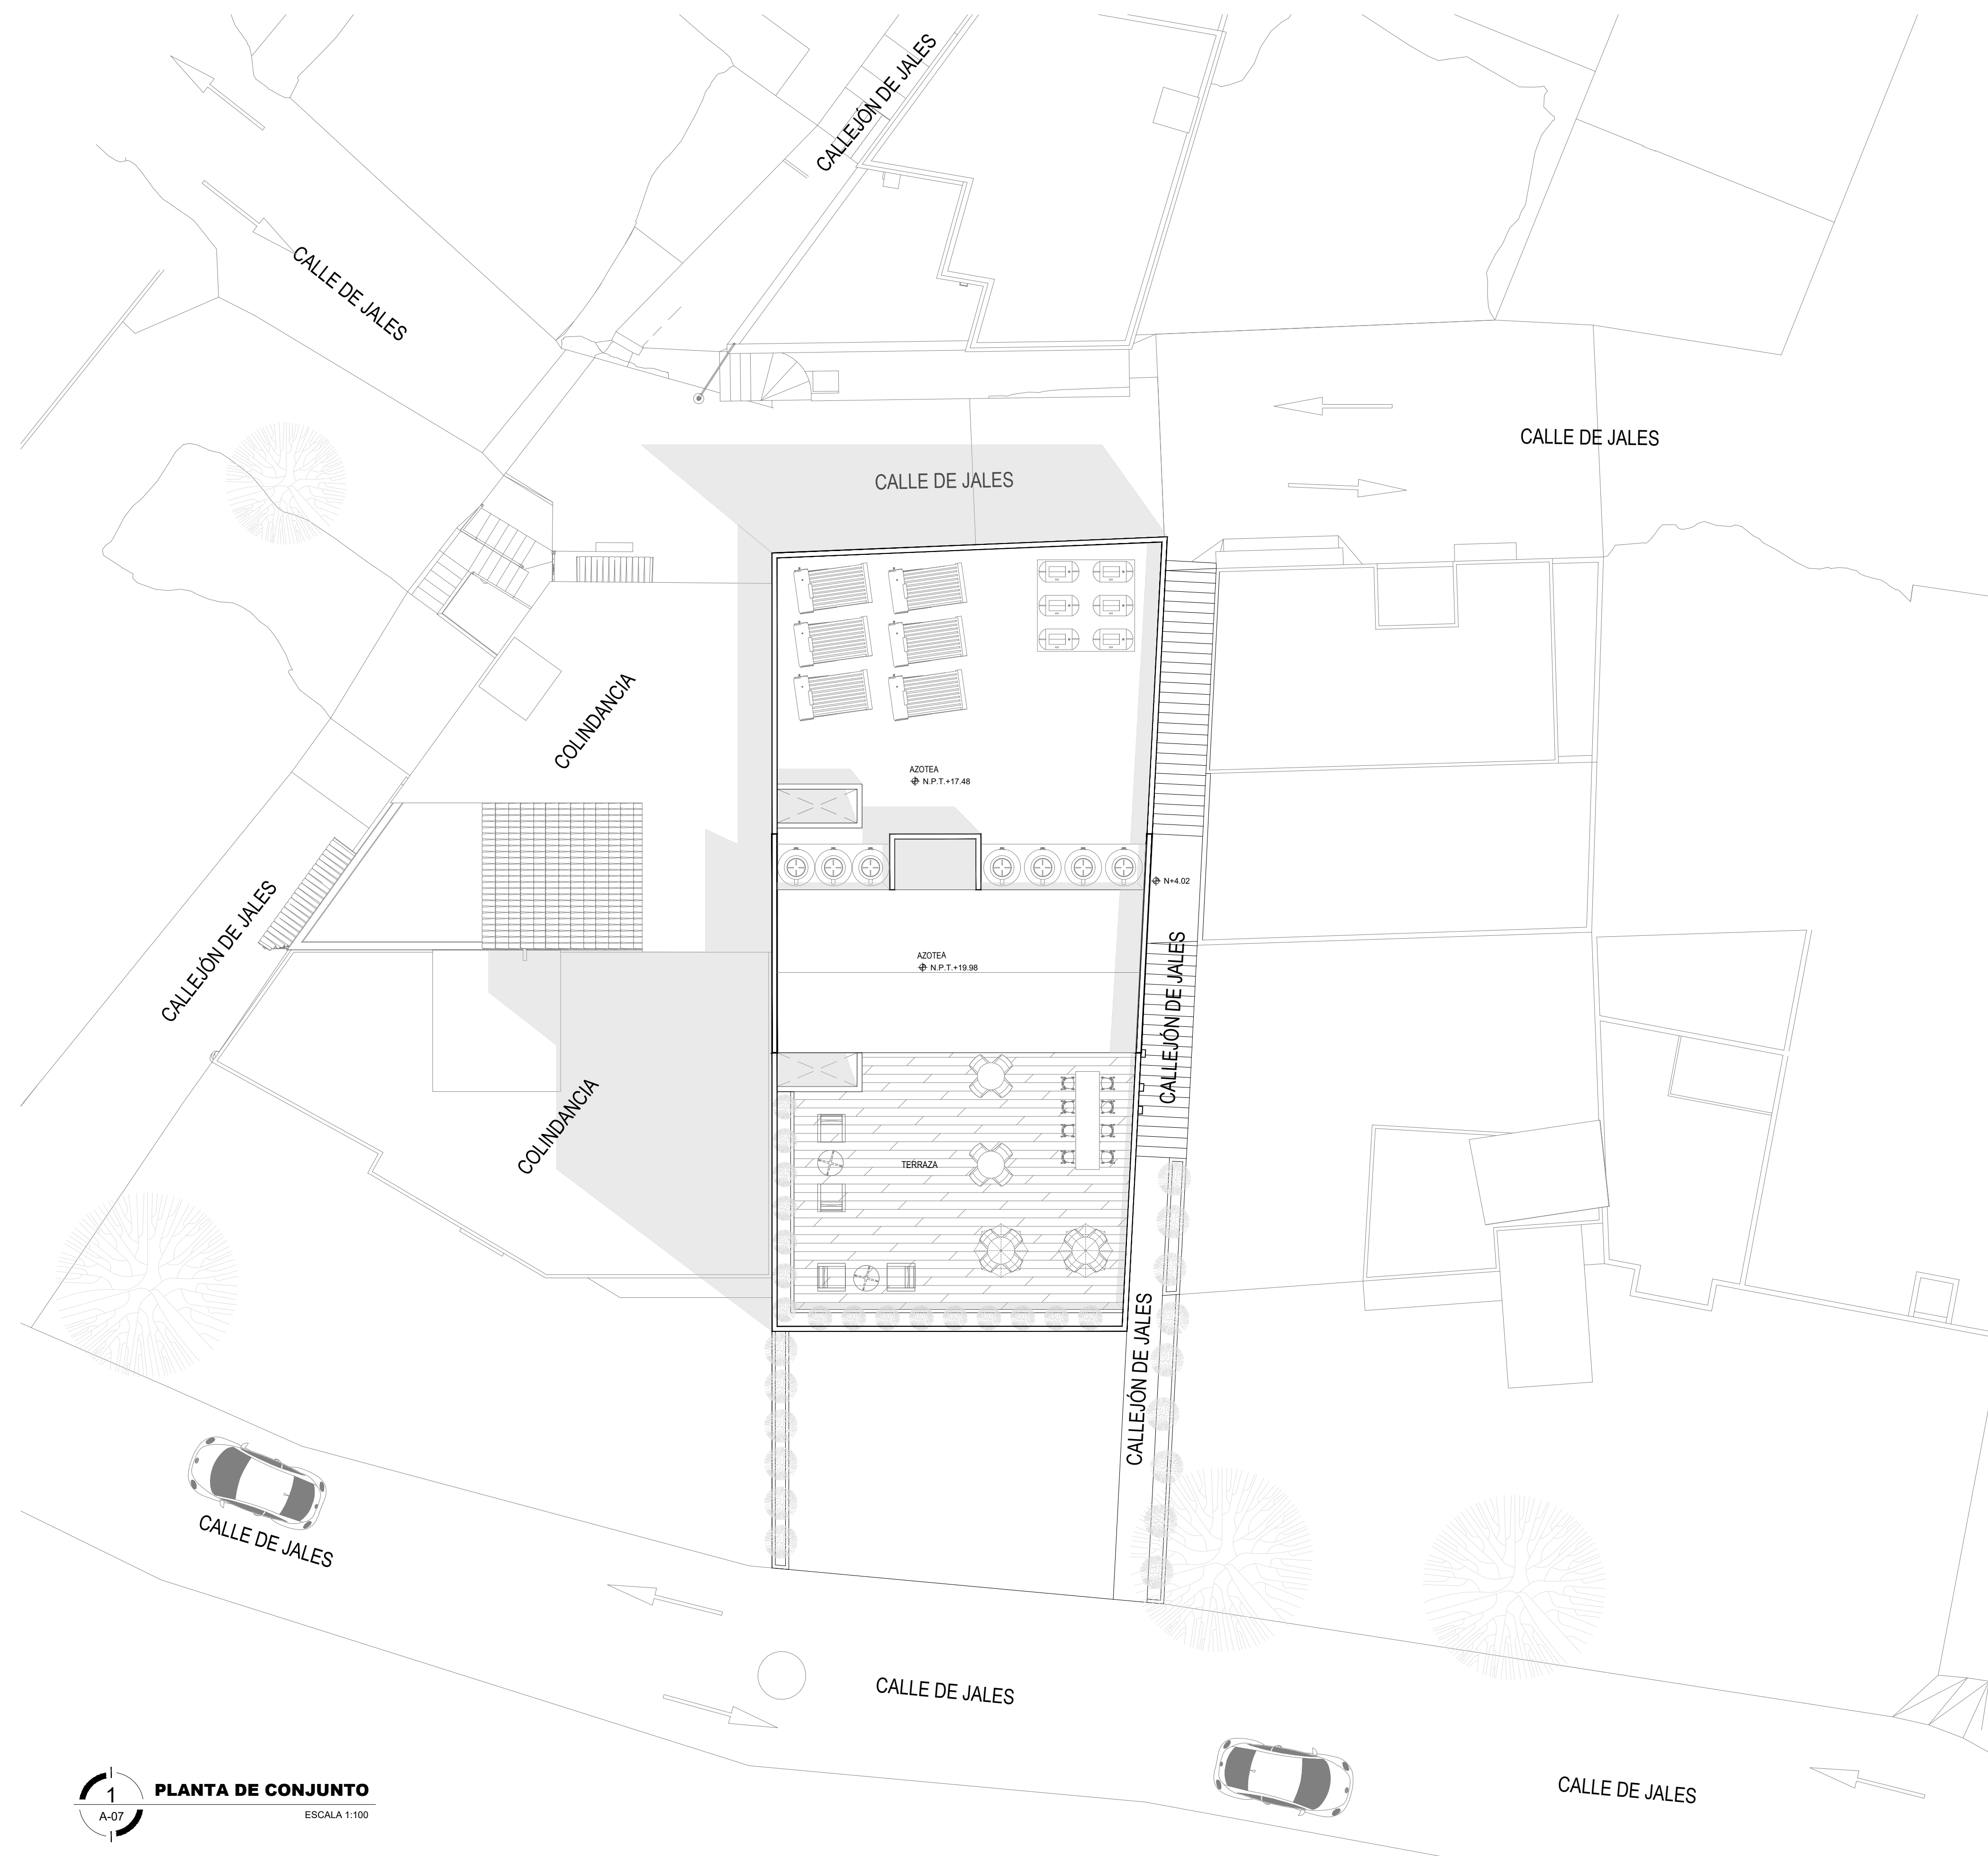 CALLEJÓN DE JALES
CALLE DE JALES
CALLE DE JALES
CALLE DE JALES
COLINDANCIA
AZOTEA
N.P.T.+17.48
N+4.02
CALLEJÓN DE JALES
AZOTEA
N.P.T.+19.98
CALLEJÓN DE JALES
COLINDANCIA
TERRAZA
CALLEJÓN DE JALES
CALLE DE JALES
CALLE DE JALES
CALLE DE JALES
1
A-07
PLANTA DE CONJUNTO
ESCALA 1:100